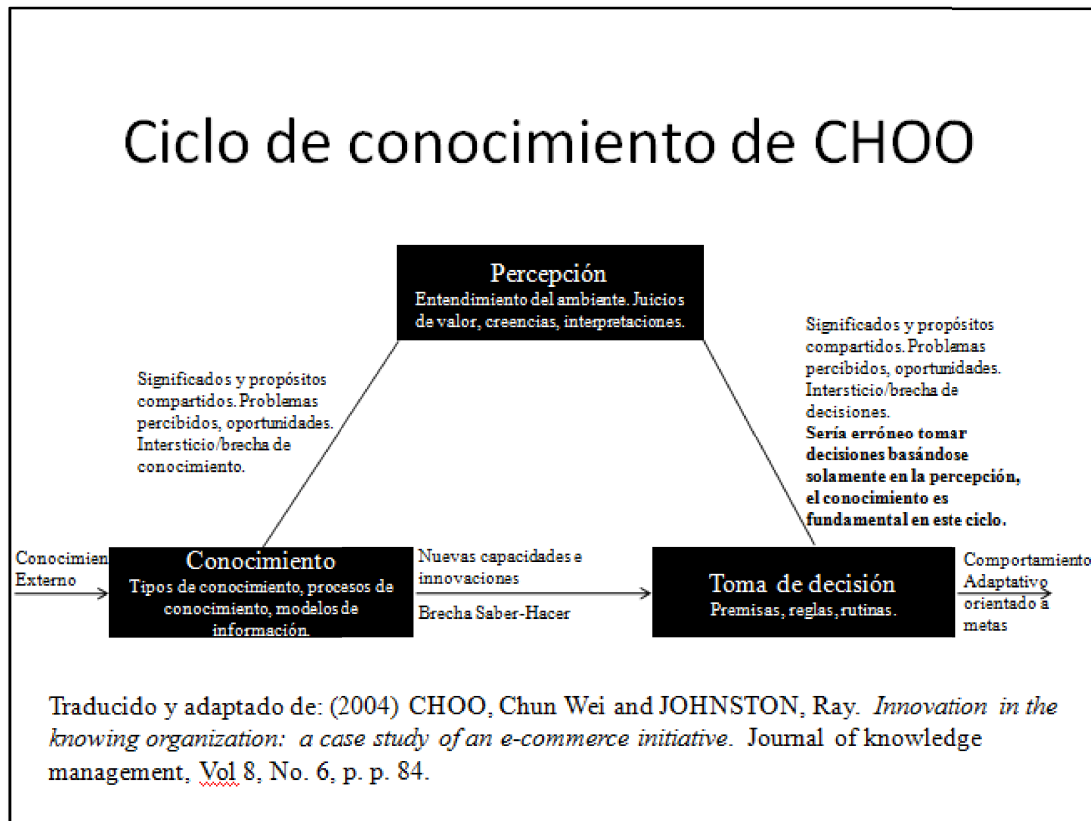 Ciclo de conocimiento de CHOO
Percepción
Entendimiento del ambiente. Juicios
de valor, creencias, interpretaciones.
Significados y propósitos
compartidos. Problemas
percibidos, oportunidades.
Intersticio/brecha de
conocimiento.
Significados y propósitos
compartidos. Problemas
percibidos, oportunidades.
Intersticio/brecha de
decisiones.
Sería erróneo tomar
decisiones basándose
solamente en la percepción,
el conocimiento es
fundamental en este ciclo.
Conocimien
Externo
Conocimiento
Tipos de conocimiento, procesos de
conocimiento, modelos de
información.
Nuevas capacidades e
innovaciones
Brecha Saber-Hacer
Toma de decisión
Premisas, reglas, rutinas.
Comportamiento
Adaptativo
orientado a
metas
Traducido y adaptado de: (2004) CHOO, Chun Wei and JOHNSTON, Ray. Innovation in the
knowing organization: a case study of an e-commerce initiative. Journal of knowledge
management, Vol 8, No. 6, p. p. 84.